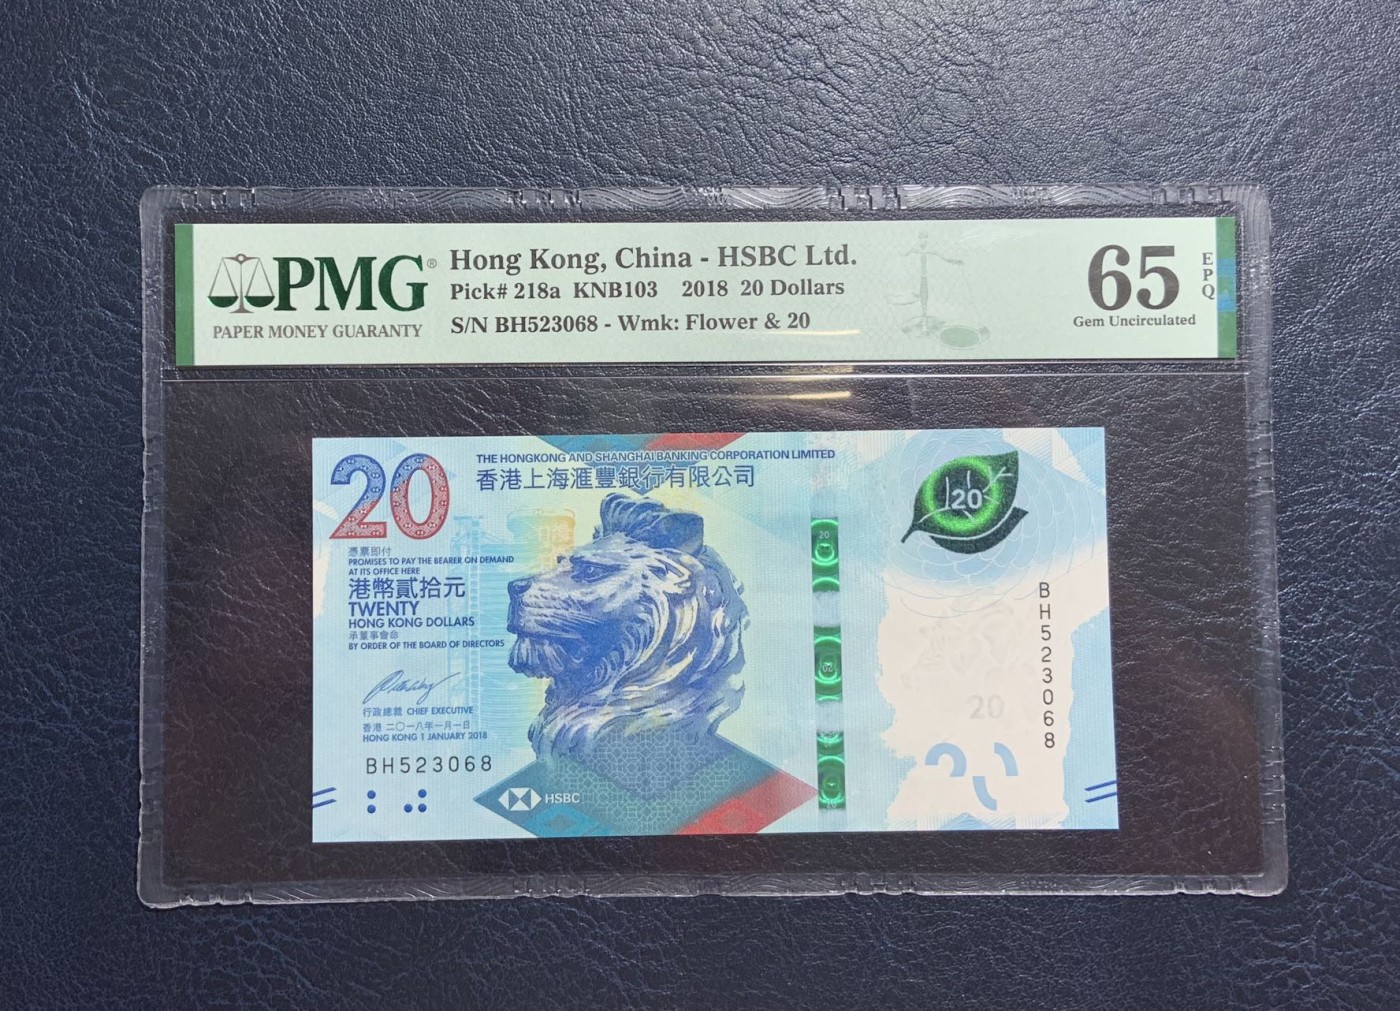 PMG®
PAPER MONEY GUARANTY
Hong Kong, China - HSBC Ltd.
Pick# 218a KNB103 2018 20 Dollars
S/N BH523068 - Wmk: Flower & 20
65
EPQ
Gem Uncirculated
20
THE HONGKONG AND SHANGHAI BANKING CORPORATION LIMITED
香港上海滙豐銀行有限公司
憑票即付
PROMISES TO PAY THE BEARER ON DEMAND
AT ITS OFFICE HERE
港幣貳拾元
TWENTY
HONG KONG DOLLARS
承董事會命
BY ORDER OF THE BOARD OF DIRECTORS
行政總裁 CHIEF EXECUTIVE
香港 二〇一八年一月一日
HONG KONG 1 JANUARY 2018
BH523068
HSBC
20
20
20
20
20
BH523068
20